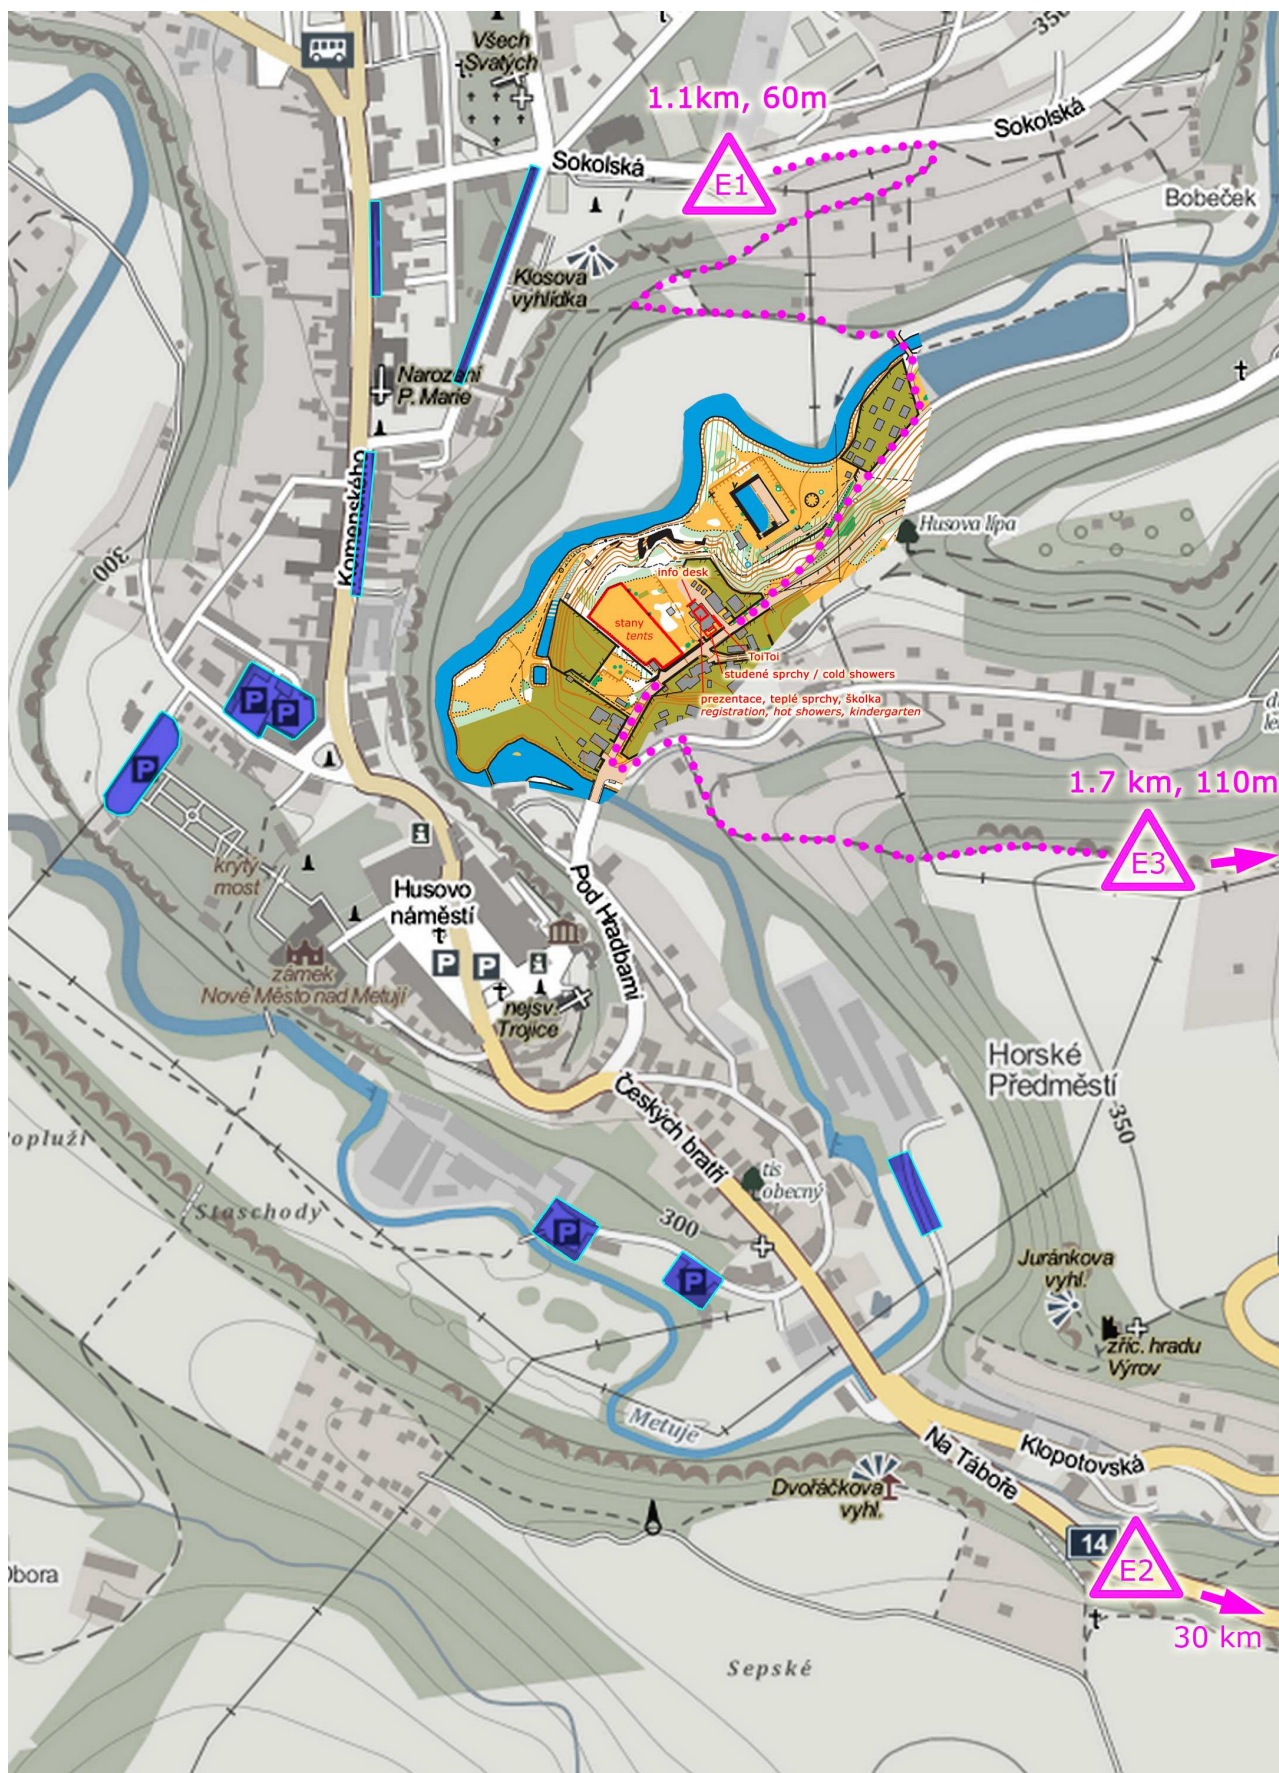 Všech
Svatých
350
1.1km, 60m
Sokolská
Sokolská
E1
Bobeček
Klosova
vyhlídka
Narození
P. Marie
Komenského
300
Husova lípa
info desk
stany
tents
ToiToi
studené sprchy / cold showers
prezentace, teplé sprchy, školka
registration, hot showers, kindergarten
P
P
P
1.7 km, 110m
E3
krytý
most
Husovo
náměstí
Pod Hradbami
P
P
zámek
Nové Město nad Metují
nejsv.
Trojice
Horské
Předměstí
350
Českých bratří
tis
obecný
opluží
Staschody
300
P
P
Juránkova
vyhl.
zříc. hradu
Výrov
Metuje
Na Táboře
Klopotovská
Dvořáčkova
vyhl.
14
E2
Obora
30 km
Sepské